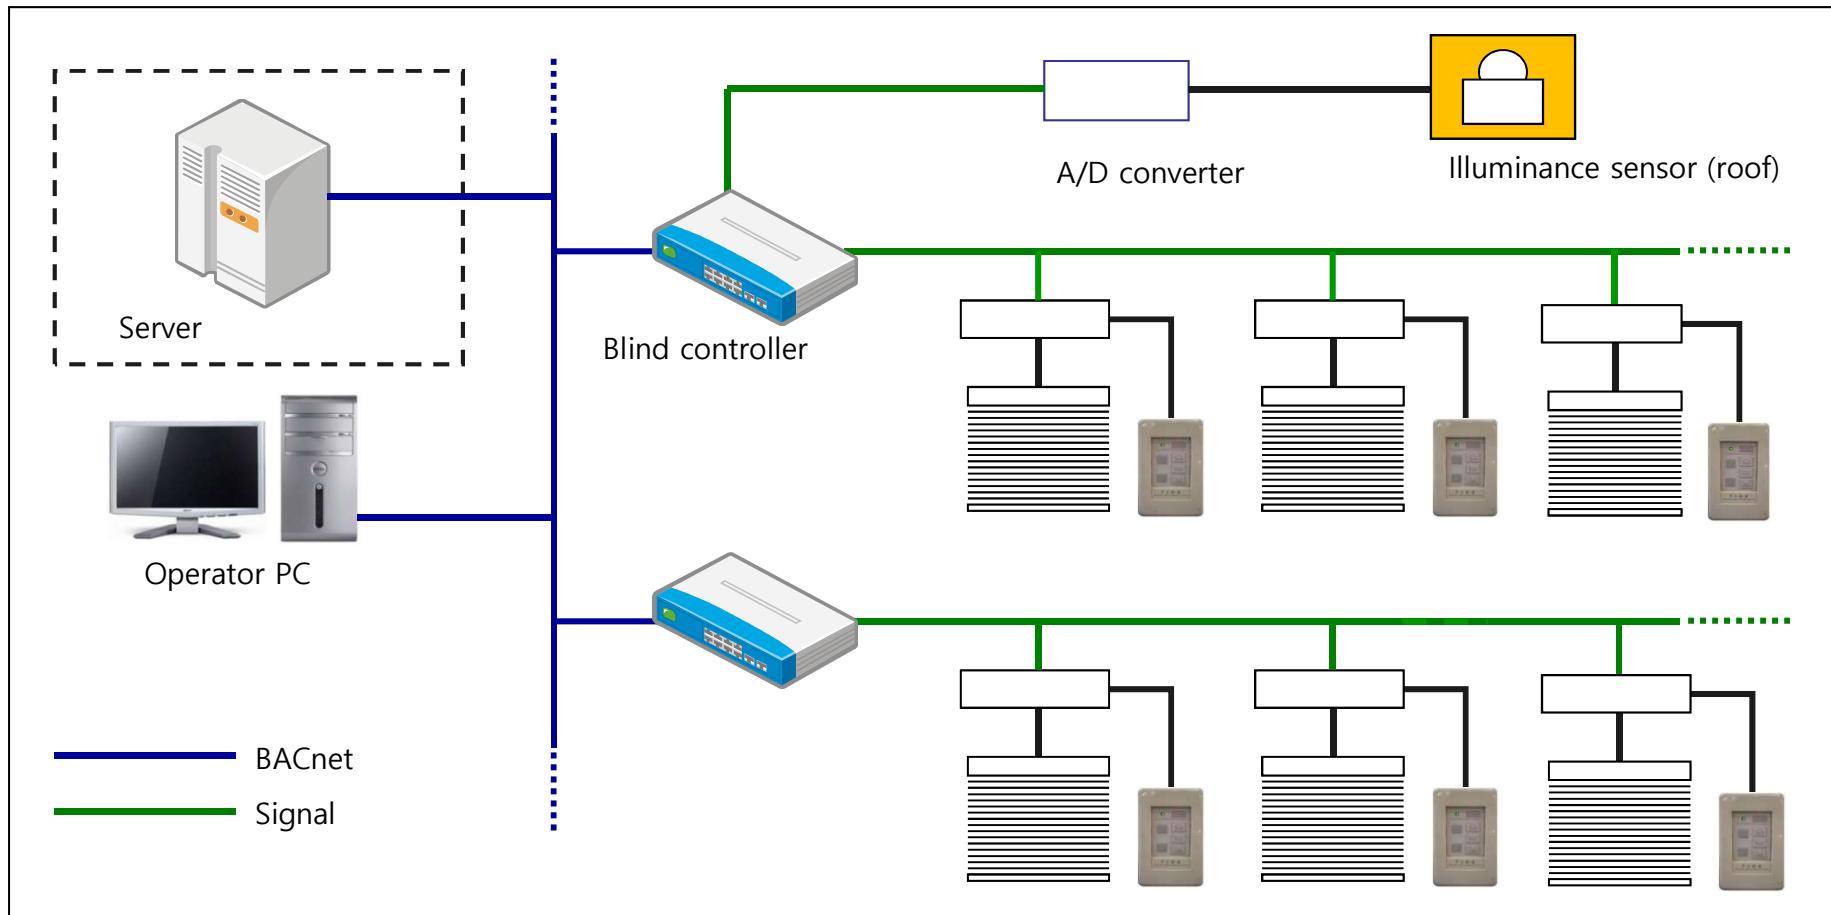 A/D converter
Illuminance sensor (roof)
Server
Blind controller
Operator PC
BACnet
Signal